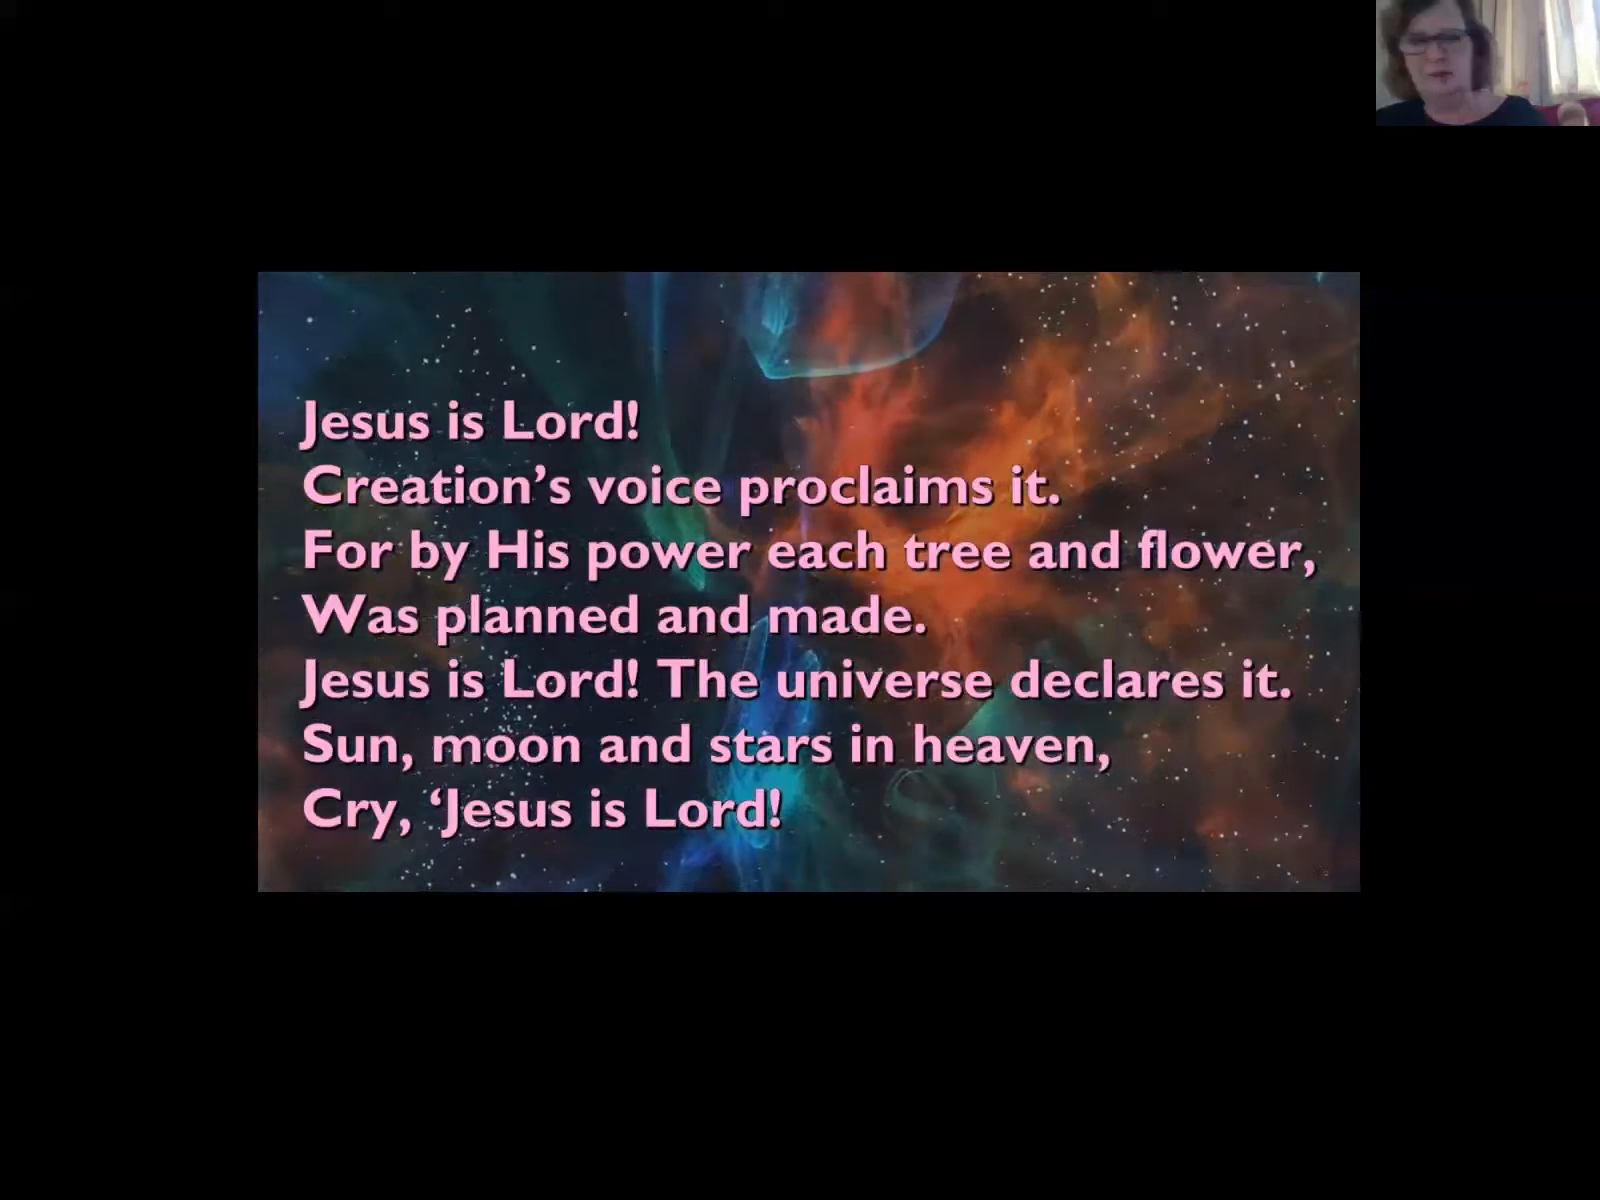 Jesus is Lord!
Creation’s voice proclaims it.
For by His power each tree and flower,
Was planned and made.
Jesus is Lord! The universe declares it.
Sun, moon and stars in heaven,
Cry, ‘Jesus is Lord!